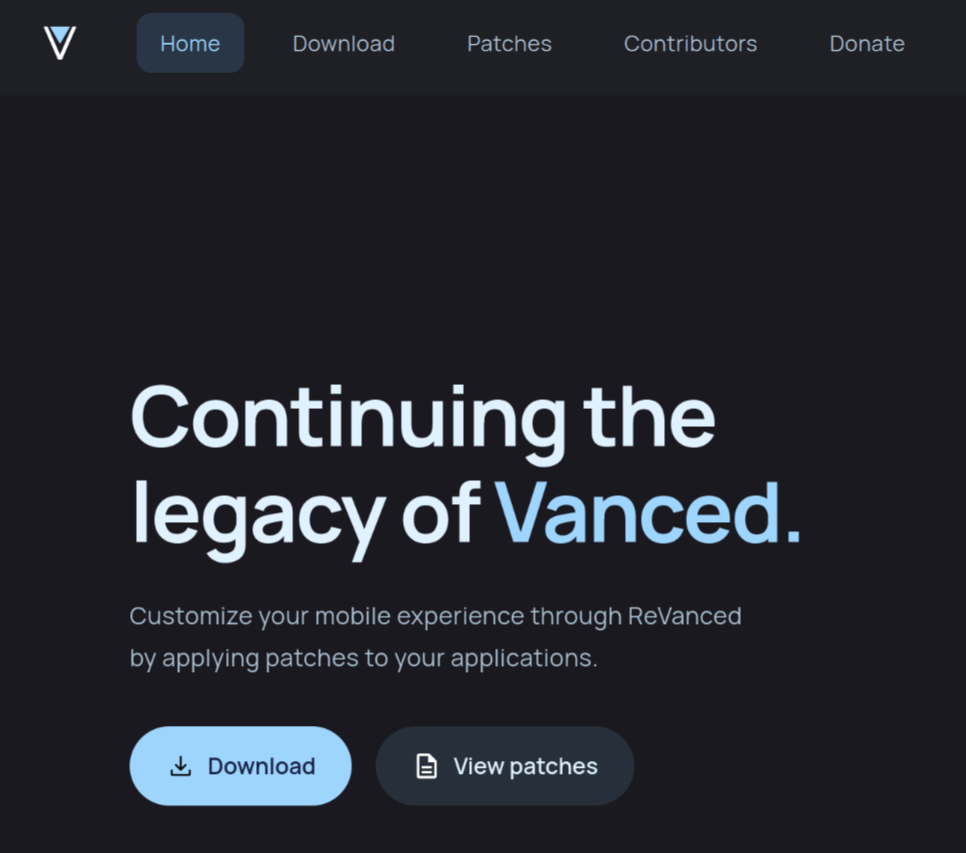 Home Download Patches Contributors Donate
Continuing the
legacy of Vanced.
Customize your mobile experience through ReVanced
by applying patches to your applications.
Download View patches